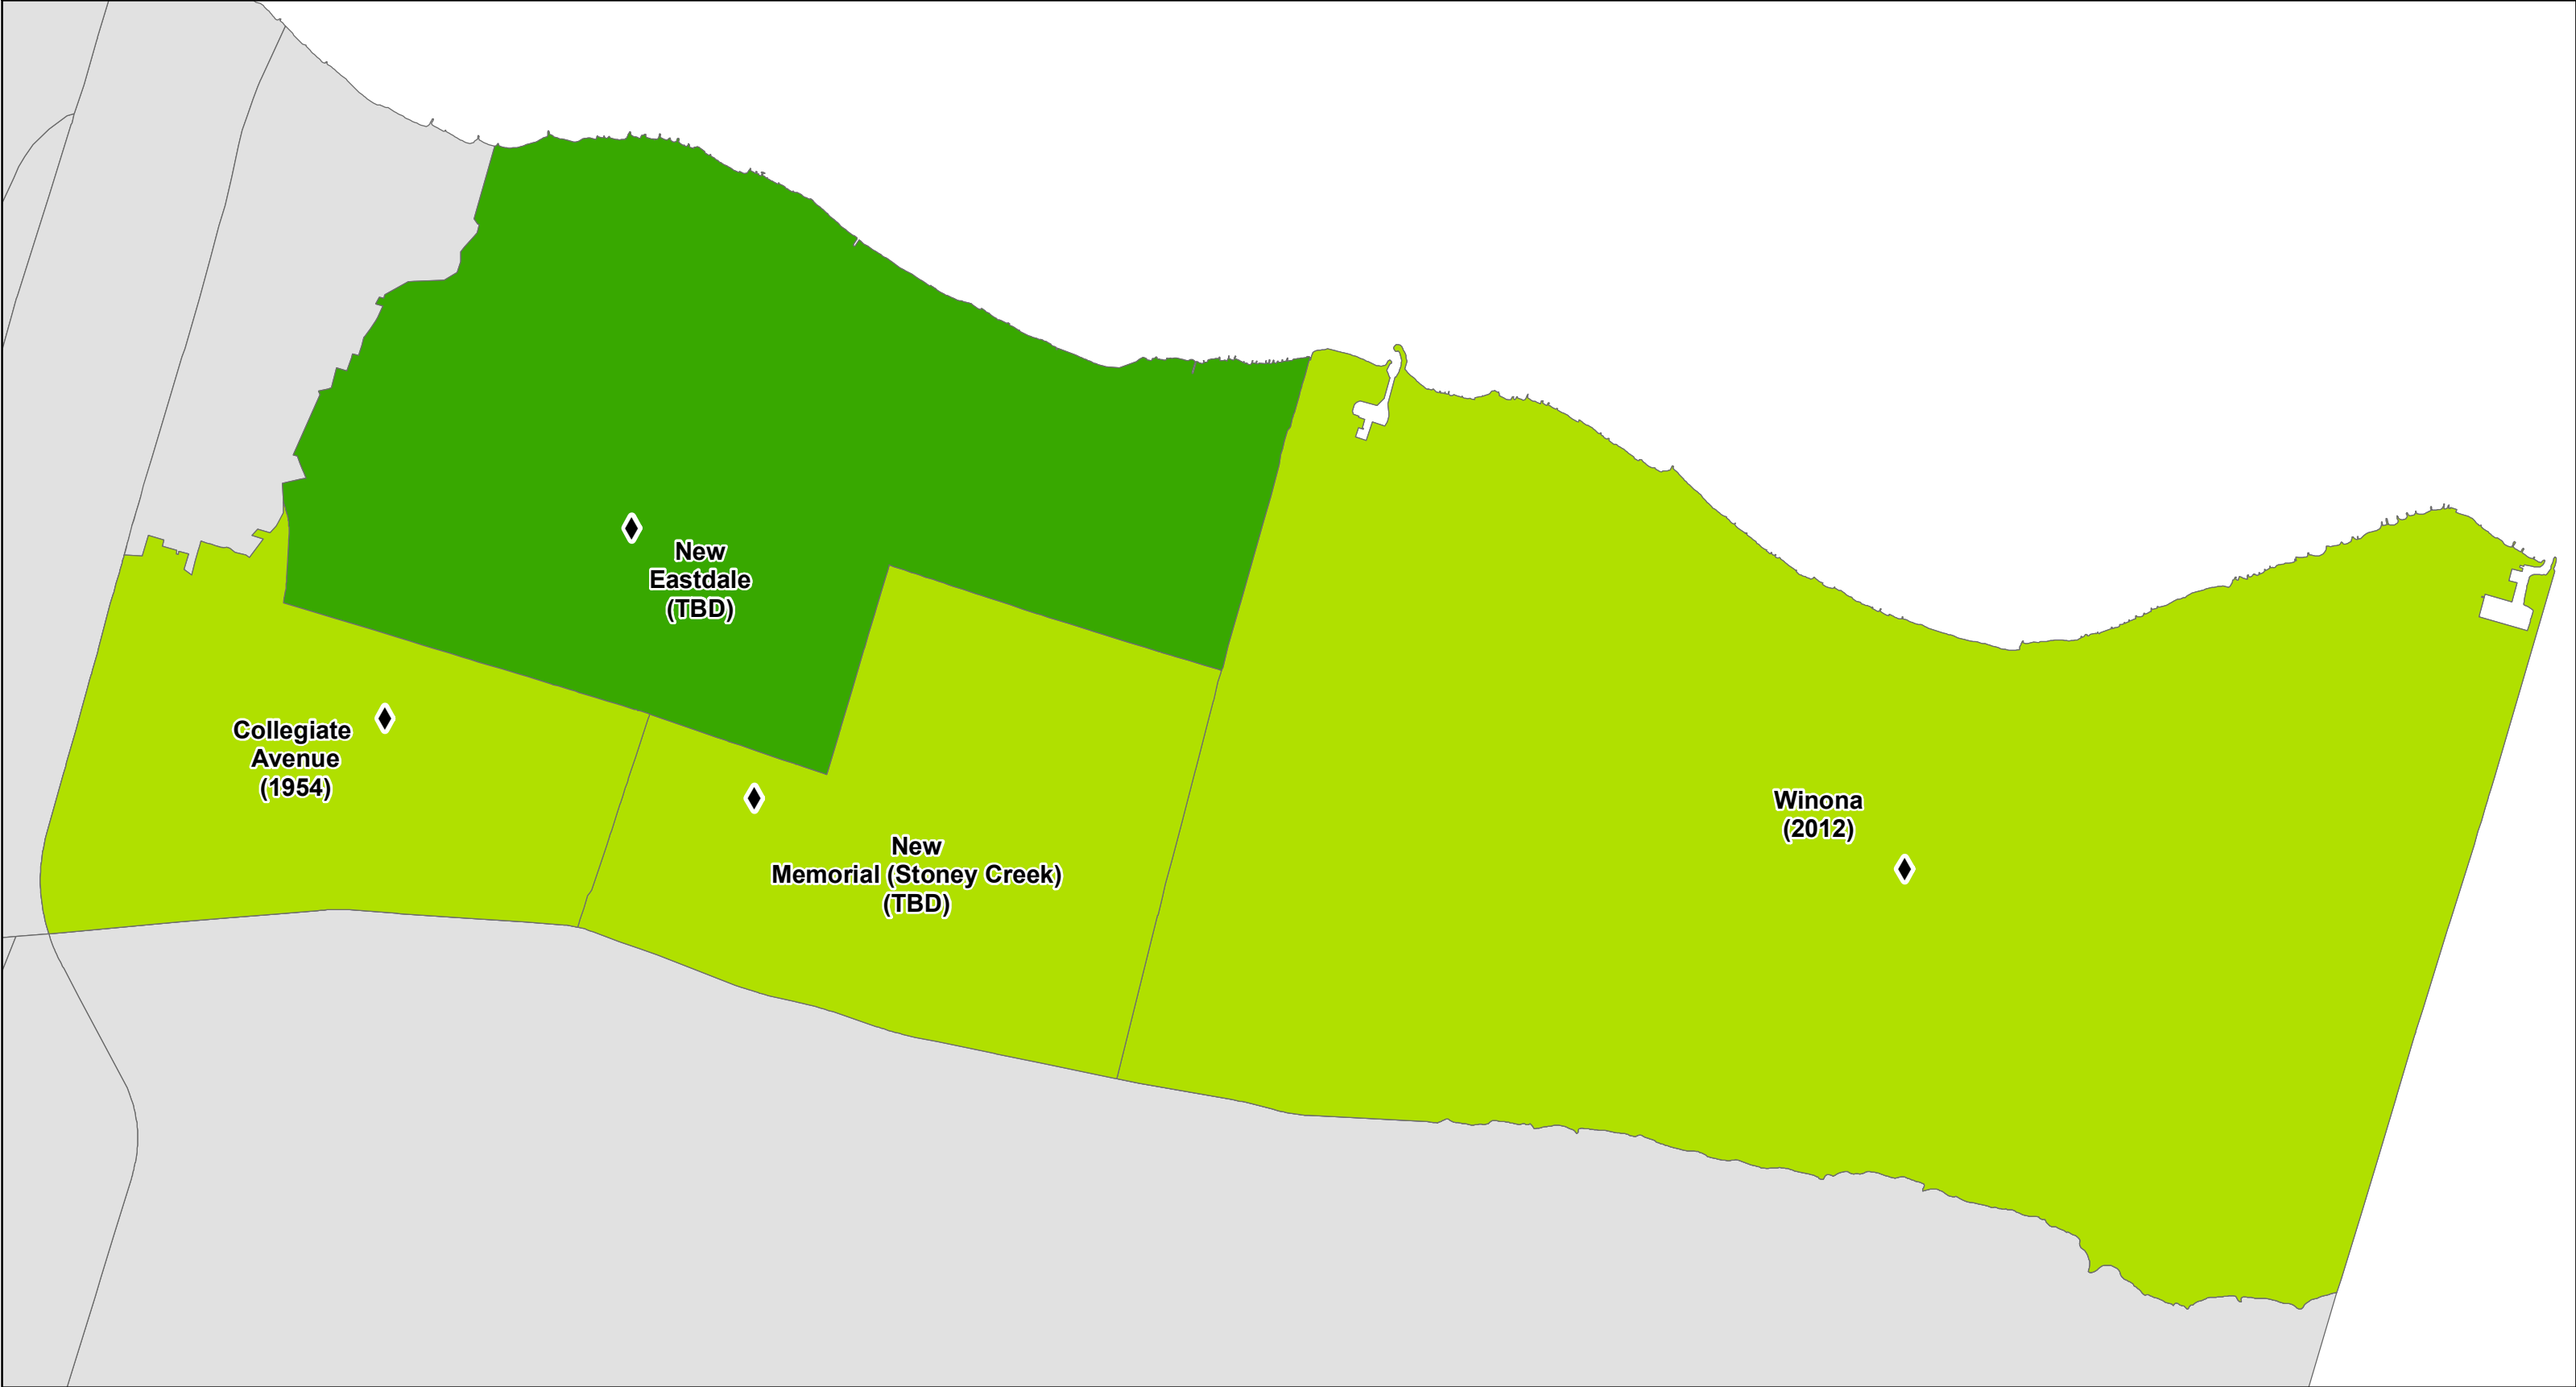 New
Eastdale
(TBD)
Collegiate
Avenue
(1954)
New
Memorial (Stoney Creek)
(TBD)
Winona
(2012)